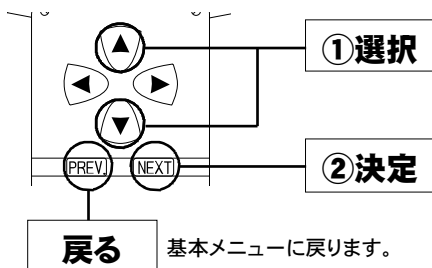 ①選択
PREV.
NEXT
②決定
戻る
基本メニューに戻ります。